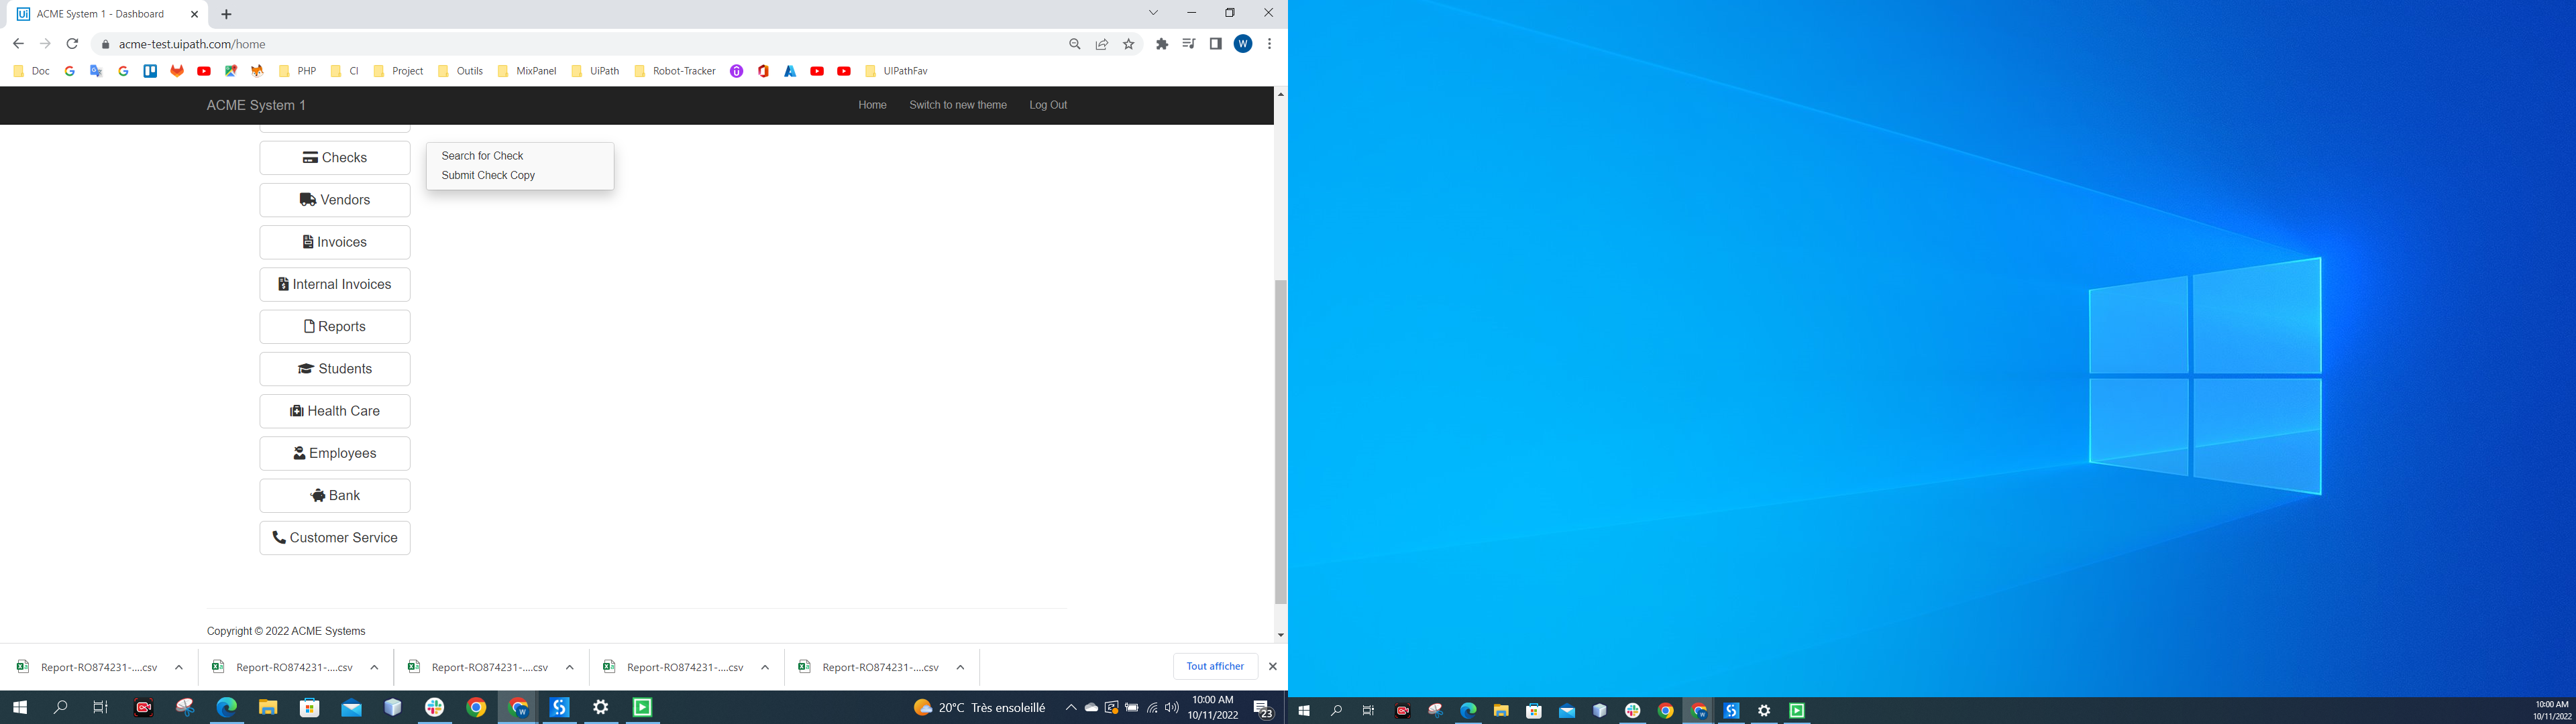 ACME System 1 - Dashboard
acme-test.uipath.com/home
W
Doc PHP CI Project Outils MixPanel UiPath Robot-Tracker UIPathFav
ACME System 1 Home Switch to new theme Log Out
Checks
Search for Check
Submit Check Copy
Vendors
Invoices
Internal Invoices
Reports
Students
Health Care
Employees
Bank
Customer Service
Copyright © 2022 ACME Systems
Report-RO874231-....csv Report-RO874231-....csv Report-RO874231-....csv Report-RO874231-....csv Report-RO874231-....csv Tout afficher
20°C Très ensoleillé
10:00 AM
10/11/2022
23
10:00 AM
10/11/2022